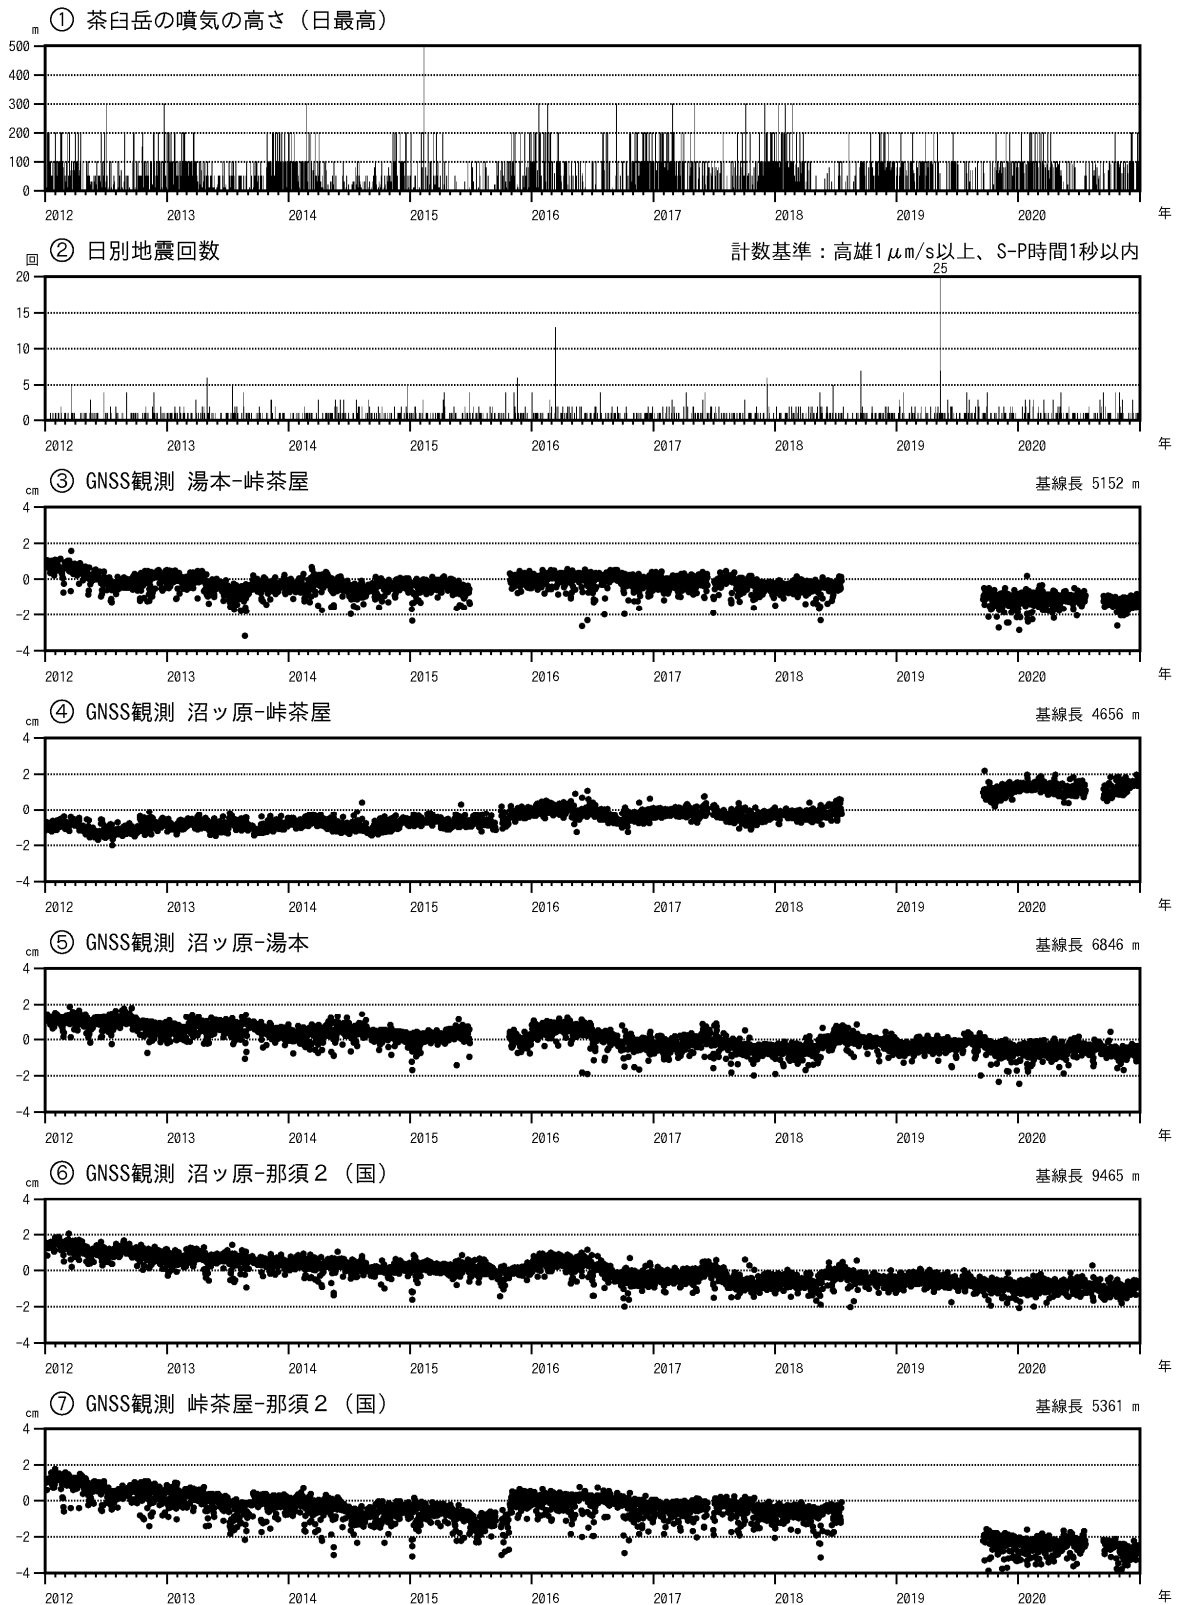 ① 茶臼岳の噴気の高さ（日最高）
m
500
400
300
200
100
0
2012 2013 2014 2015 2016 2017 2018 2019 2020 年
② 日別地震回数 計数基準：高雄1μm/s以上、S-P時間1秒以内
回
25
20
15
10
5
0
2012 2013 2014 2015 2016 2017 2018 2019 2020 年
③ GNSS観測 湯本-峠茶屋 基線長 5152 m
cm
4
2
0
-2
-4
2012 2013 2014 2015 2016 2017 2018 2019 2020 年
④ GNSS観測 沼ッ原-峠茶屋 基線長 4656 m
cm
4
2
0
-2
-4
2012 2013 2014 2015 2016 2017 2018 2019 2020 年
⑤ GNSS観測 沼ッ原-湯本 基線長 6846 m
cm
4
2
0
-2
-4
2012 2013 2014 2015 2016 2017 2018 2019 2020 年
⑥ GNSS観測 沼ッ原-那須２（国） 基線長 9465 m
cm
4
2
0
-2
-4
2012 2013 2014 2015 2016 2017 2018 2019 2020 年
⑦ GNSS観測 峠茶屋-那須２（国） 基線長 5361 m
cm
4
2
0
-2
-4
2012 2013 2014 2015 2016 2017 2018 2019 2020 年